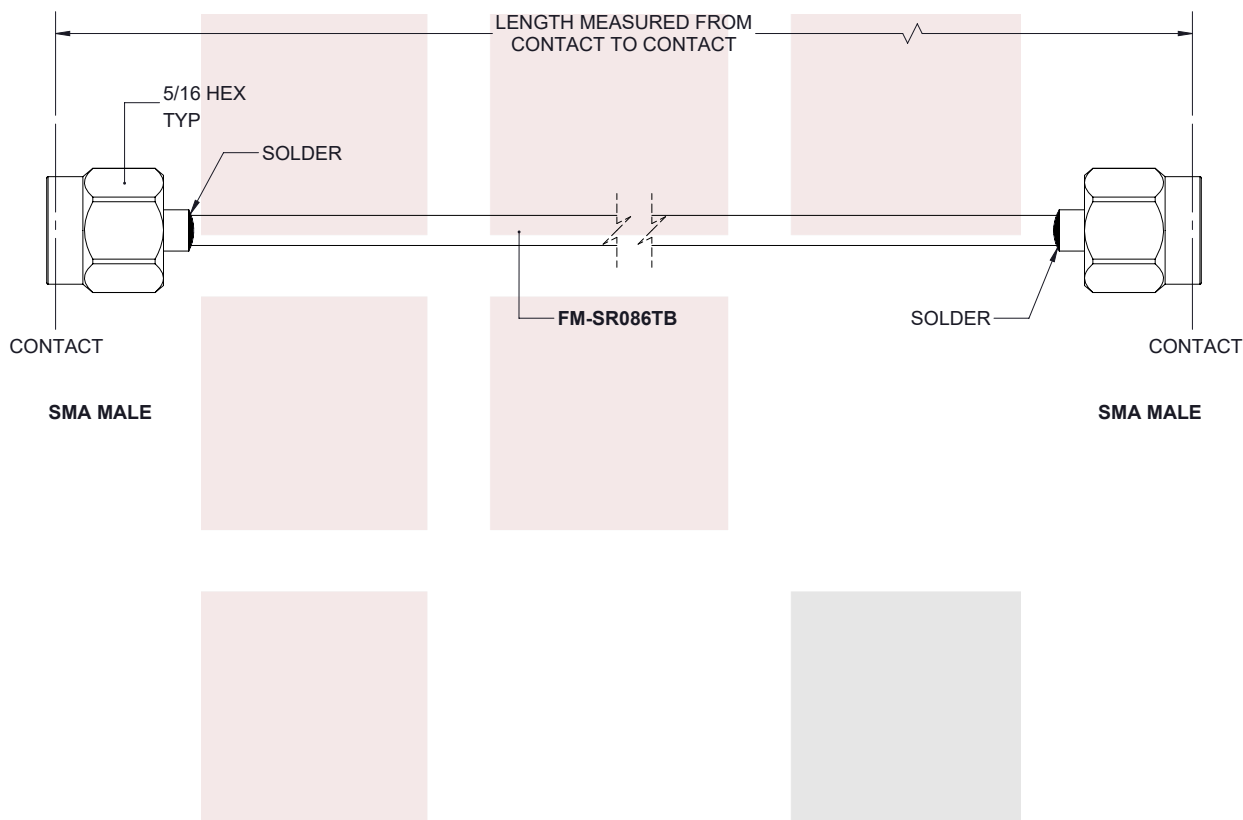 LENGTH MEASURED FROM
CONTACT TO CONTACT
5/16 HEX
TYP
SOLDER
FM-SR086TB
SOLDER
CONTACT
CONTACT
SMA MALE
SMA MALE